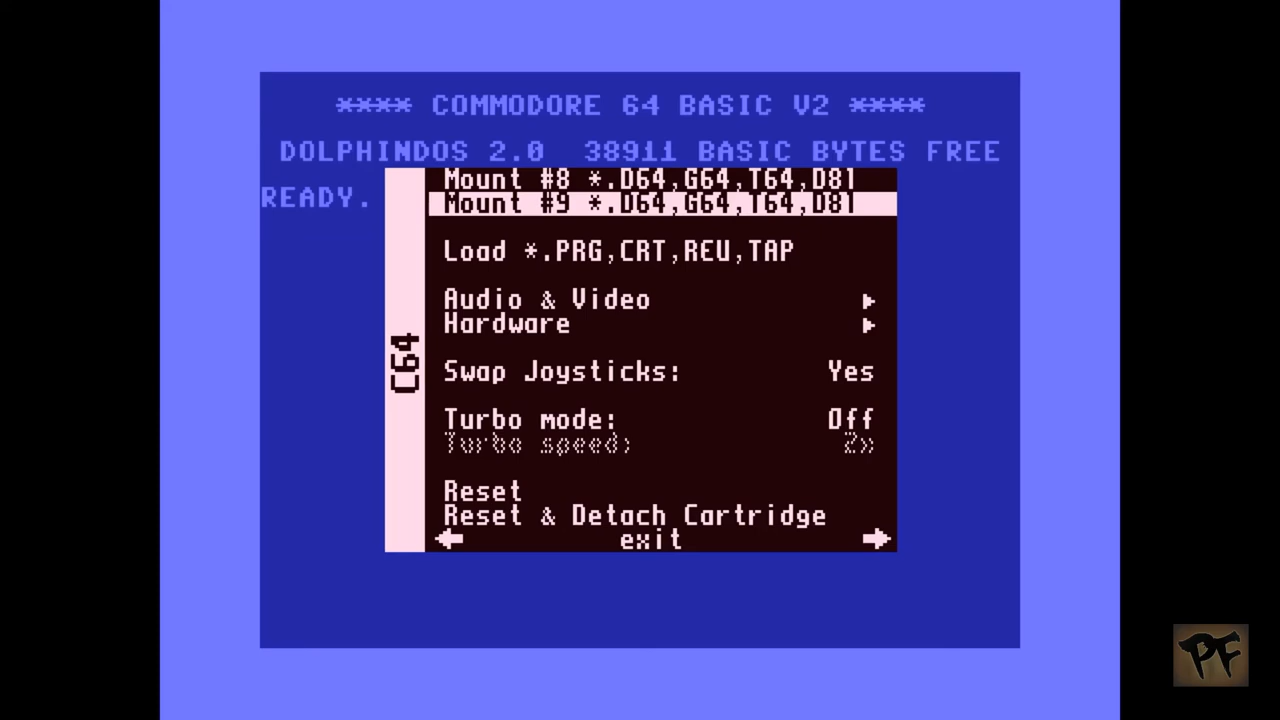 **** COMMODORE 64 BASIC V2 ****
DOLPHINDOS 2.0  38911 BASIC BYTES FREE
READY.
C64
Mount #8 *.D64,G64,T64,D81
Mount #9 *.D64,G64,T64,D81
Load *.PRG,CRT,REU,TAP
Audio & Video
Hardware
Swap Joysticks: Yes
Turbo mode: Off
Turbo speed: 2x
Reset
Reset & Detach Cartridge
exit
PF